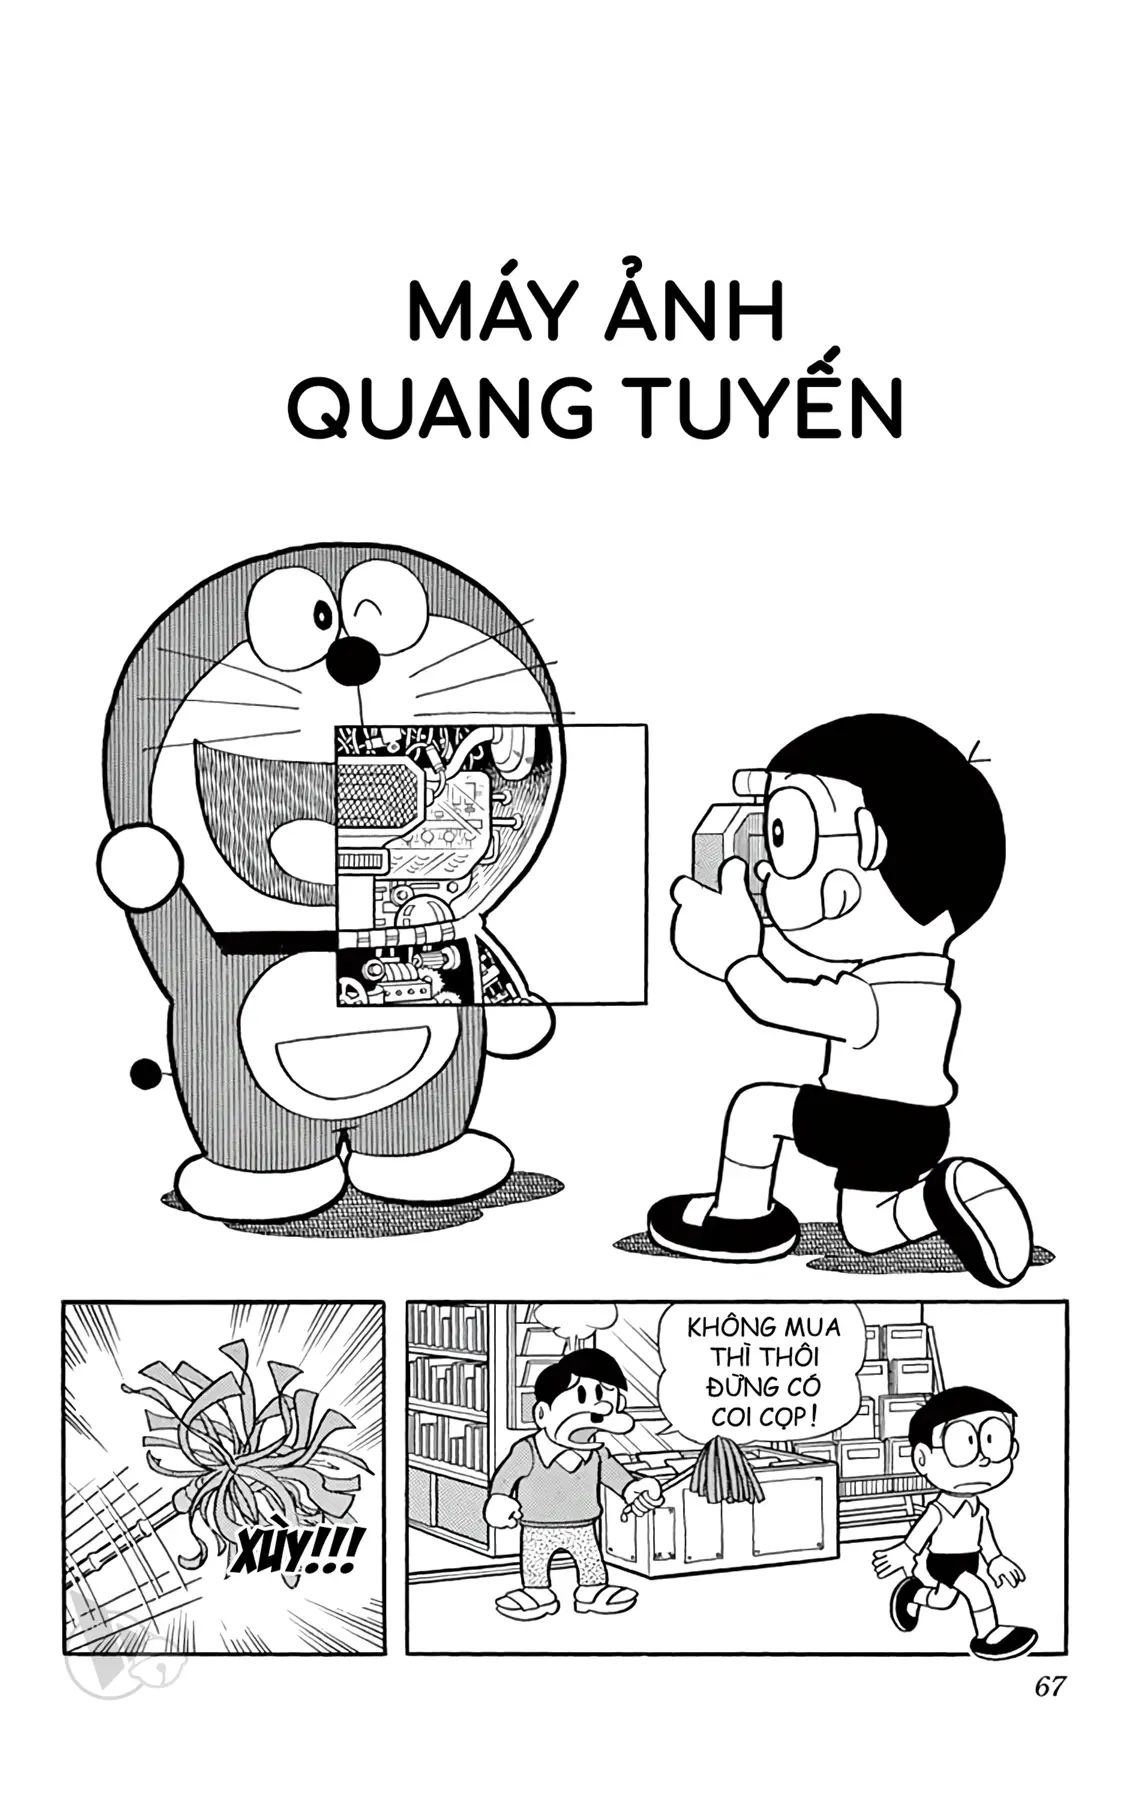 MÁY ẢNH
QUANG TUYẾN
XÙY!!!
KHÔNG MUA
THÌ THÔI
ĐỪNG CÓ
COI CỌP!
67